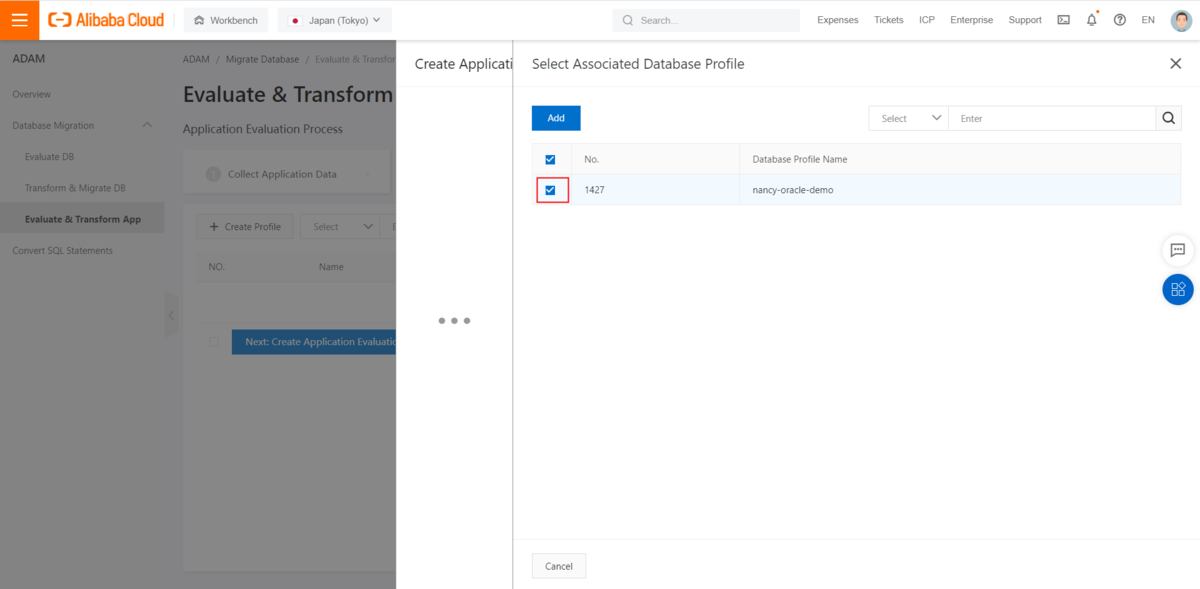 Alibaba Cloud
Workbench
Japan (Tokyo)
Search...
Expenses
Tickets
ICP
Enterprise
Support
EN
ADAM
Overview
Database Migration
Evaluate DB
Transform & Migrate DB
Evaluate & Transform App
Convert SQL Statements
ADAM / Migrate Database / Evaluate & Transfor
Evaluate & Transform
Application Evaluation Process
1 Collect Application Data
Create Profile
Select
NO.
Name
Next: Create Application Evaluatio
Create Applicati
Select Associated Database Profile
Add
Select
Enter
No.
Database Profile Name
1427
nancy-oracle-demo
Cancel